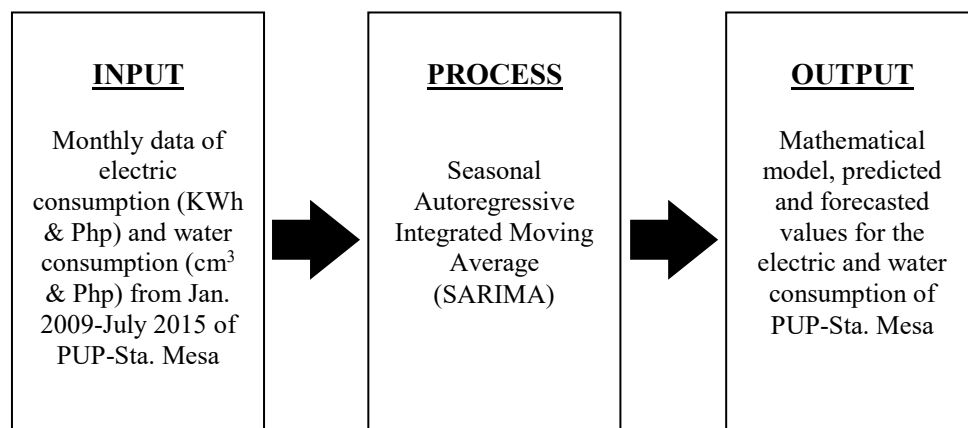 INPUT
Monthly data of
electric
consumption (KWh
& Php) and water
consumption (cm³
& Php) from Jan.
2009-July 2015 of
PUP-Sta. Mesa
PROCESS
Seasonal
Autoregressive
Integrated Moving
Average
(SARIMA)
OUTPUT
Mathematical
model, predicted
and forecasted
values for the
electric and water
consumption of
PUP-Sta. Mesa